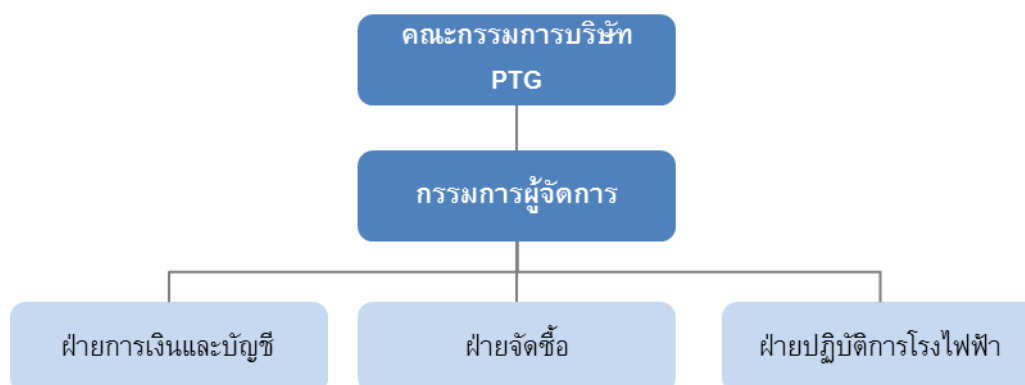 คณะกรรมการบริษัท
PTG
กรรมการผู้จัดการ
ฝ่ายการเงินและบัญชี
ฝ่ายจัดซื้อ
ฝ่ายปฏิบัติการโรงไฟฟ้า